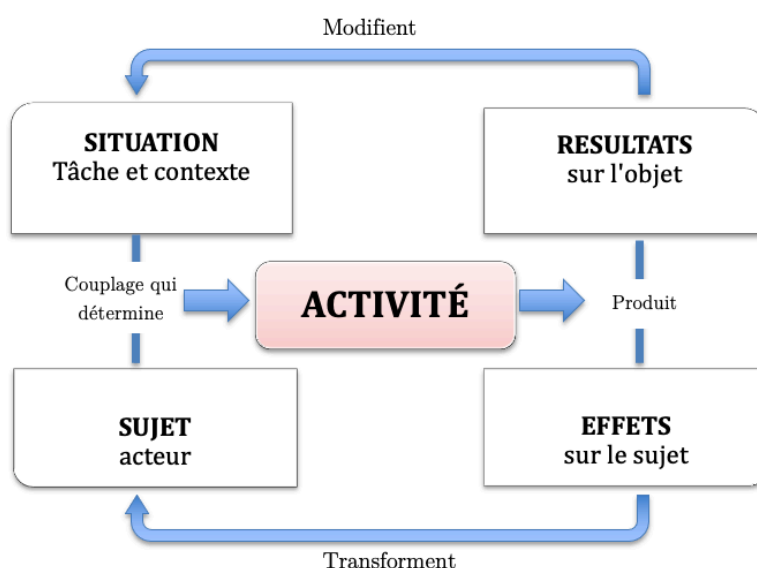 Modifient
SITUATION
Tâche et contexte
RESULTATS
sur l'objet
Couplage qui
détermine
ACTIVITÉ
Produit
SUJET
acteur
EFFETS
sur le sujet
Transforment